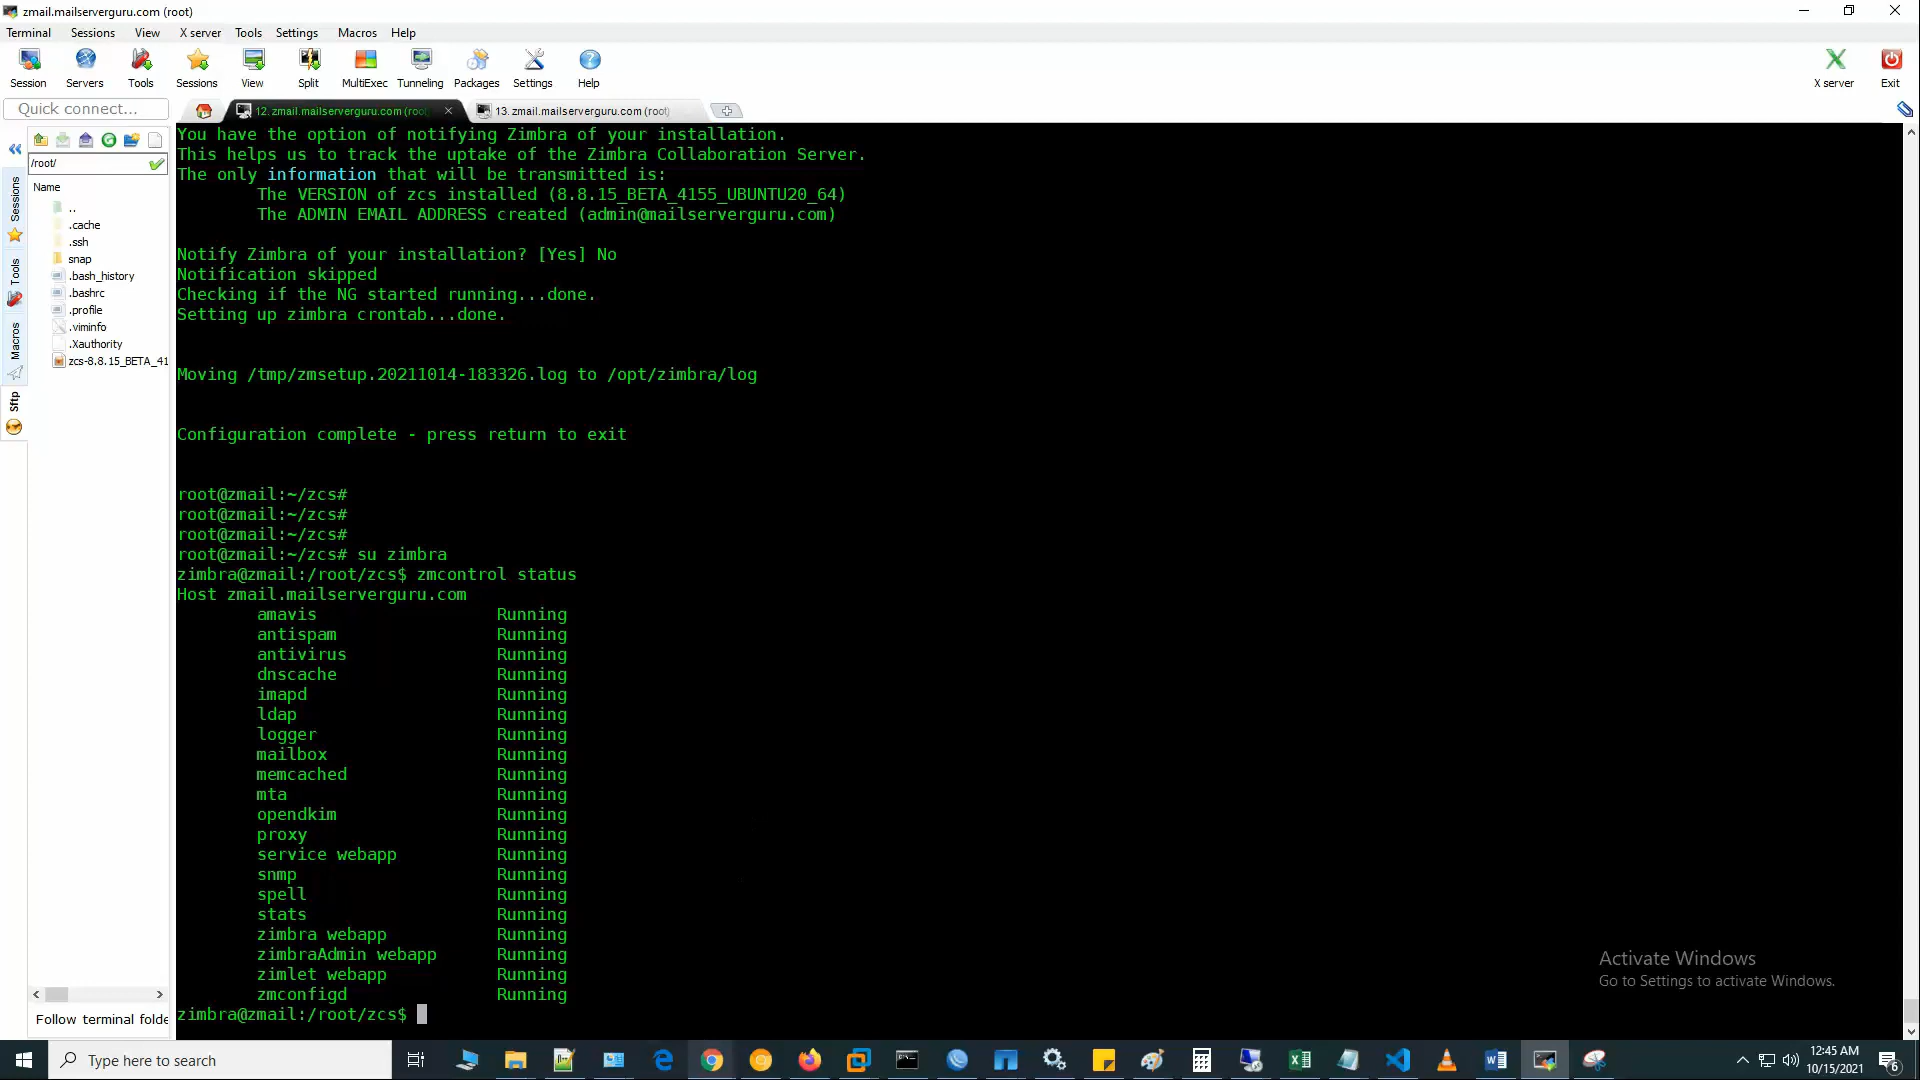 zmail.mailserverguru.com (root)
Terminal Sessions View X server Tools Settings Macros Help
Session Servers Tools Sessions View Split MultiExec Tunneling Packages Settings Help X server Exit
Quick connect...
12. zmail.mailserverguru.com (root
13. zmail.mailserverguru.com (root)
/root/
Name
..
.cache
.ssh
snap
.bash_history
.bashrc
.profile
.viminfo
.Xauthority
zcs-8.8.15_BETA_41
Sessions
Tools
Macros
Sftp
Follow terminal folde
You have the option of notifying Zimbra of your installation.
This helps us to track the uptake of the Zimbra Collaboration Server.
The only information that will be transmitted is:
The VERSION of zcs installed (8.8.15_BETA_4155_UBUNTU20_64)
The ADMIN EMAIL ADDRESS created (admin@mailserverguru.com)
Notify Zimbra of your installation? [Yes] No
Notification skipped
Checking if the NG started running...done.
Setting up zimbra crontab...done.
Moving /tmp/zmsetup.20211014-183326.log to /opt/zimbra/log
Configuration complete - press return to exit
root@zmail:~/zcs#
root@zmail:~/zcs#
root@zmail:~/zcs#
root@zmail:~/zcs# su zimbra
zimbra@zmail:/root/zcs$ zmcontrol status
Host zmail.mailserverguru.com
amavis Running
antispam Running
antivirus Running
dnscache Running
imapd Running
ldap Running
logger Running
mailbox Running
memcached Running
mta Running
opendkim Running
proxy Running
service webapp Running
snmp Running
spell Running
stats Running
zimbra webapp Running
zimbraAdmin webapp Running
zimlet webapp Running
zmconfigd Running
zimbra@zmail:/root/zcs$
Activate Windows
Go to Settings to activate Windows.
Type here to search
12:45 AM
10/15/2021
6